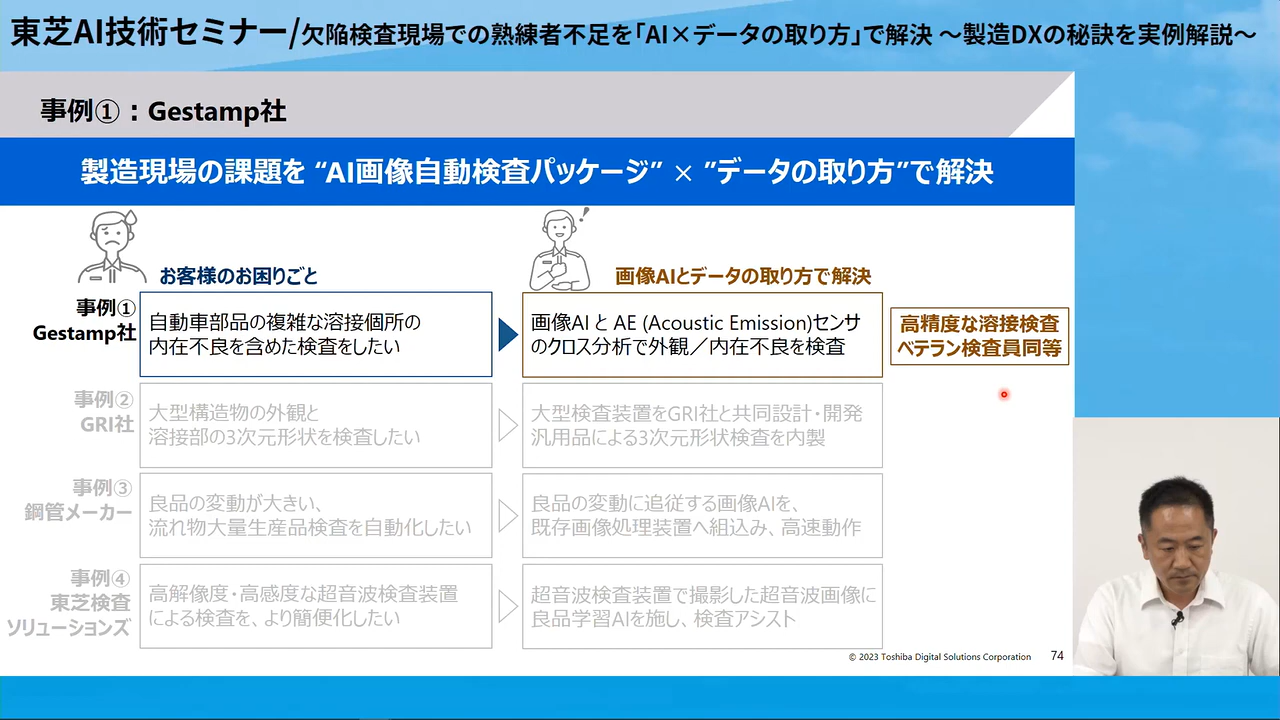 東芝AI技術セミナー/欠陥検査現場での熟練者不足を「AI×データの取り方」で解決 ～製造DXの秘訣を実例解説～
事例①：Gestamp社
製造現場の課題を “AI画像自動検査パッケージ” × ”データの取り方”で解決
お客様のお困りごと
画像AIとデータの取り方で解決
事例①
Gestamp社
自動車部品の複雑な溶接個所の
内在不良を含めた検査をしたい
画像AI と AE (Acoustic Emission)センサ
のクロス分析で外観／内在不良を検査
高精度な溶接検査
ベテラン検査員同等
事例②
GRI社
大型構造物の外観と
溶接部の3次元形状を検査したい
大型検査装置をGRI社と共同設計・開発
汎用品による3次元形状検査を内製
事例③
鋼管メーカー
良品の変動が大きい、
流れ物大量生産品検査を自動化したい
良品の変動に追従する画像AIを、
既存画像処理装置へ組込み、高速動作
事例④
東芝検査
ソリューションズ
高解像度・高感度な超音波検査装置
による検査を、より簡便化したい
超音波検査装置で撮影した超音波画像に
良品学習AIを施し、検査アシスト
© 2023 Toshiba Digital Solutions Corporation
74